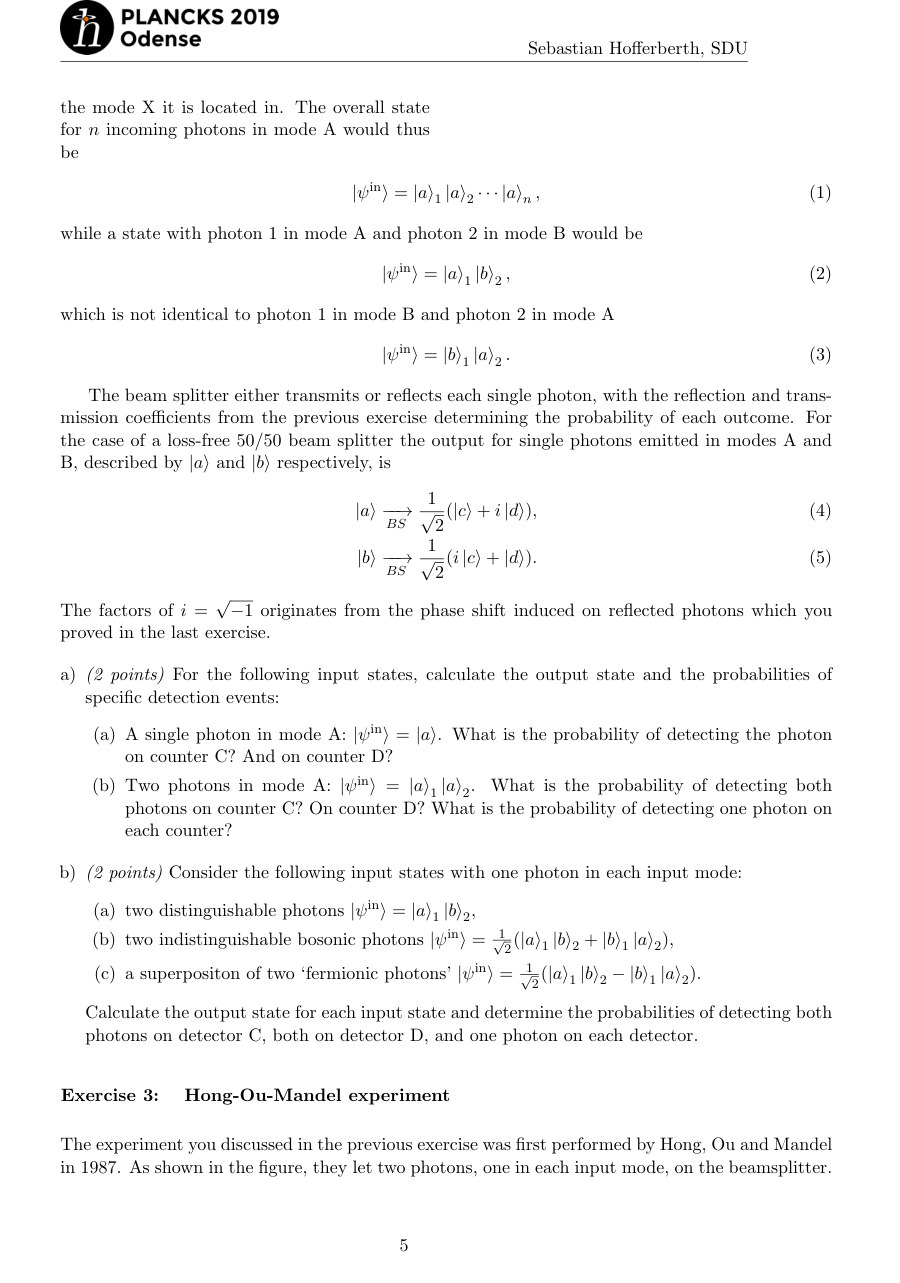 PLANCKS 2019
Odense
Sebastian Hofferberth, SDU
the mode X it is located in. The overall state
for n incoming photons in mode A would thus
be
|ψ^in⟩ = |a⟩_1 |a⟩_2 · · · |a⟩_n , (1)
while a state with photon 1 in mode A and photon 2 in mode B would be
|ψ^in⟩ = |a⟩_1 |b⟩_2 , (2)
which is not identical to photon 1 in mode B and photon 2 in mode A
|ψ^in⟩ = |b⟩_1 |a⟩_2 . (3)
The beam splitter either transmits or reflects each single photon, with the reflection and trans-
mission coefficients from the previous exercise determining the probability of each outcome. For
the case of a loss-free 50/50 beam splitter the output for single photons emitted in modes A and
B, described by |a⟩ and |b⟩ respectively, is
|a⟩ ⟶_BS 1/√2 (|c⟩ + i |d⟩), (4)
|b⟩ ⟶_BS 1/√2 (i |c⟩ + |d⟩). (5)
The factors of i = √−1 originates from the phase shift induced on reflected photons which you
proved in the last exercise.
a) (2 points) For the following input states, calculate the output state and the probabilities of
specific detection events:
(a) A single photon in mode A: |ψ^in⟩ = |a⟩. What is the probability of detecting the photon
on counter C? And on counter D?
(b) Two photons in mode A: |ψ^in⟩ = |a⟩_1 |a⟩_2. What is the probability of detecting both
photons on counter C? On counter D? What is the probability of detecting one photon on
each counter?
b) (2 points) Consider the following input states with one photon in each input mode:
(a) two distinguishable photons |ψ^in⟩ = |a⟩_1 |b⟩_2,
(b) two indistinguishable bosonic photons |ψ^in⟩ = 1/√2 (|a⟩_1 |b⟩_2 + |b⟩_1 |a⟩_2),
(c) a superpositon of two ‘fermionic photons’ |ψ^in⟩ = 1/√2 (|a⟩_1 |b⟩_2 − |b⟩_1 |a⟩_2).
Calculate the output state for each input state and determine the probabilities of detecting both
photons on detector C, both on detector D, and one photon on each detector.
Exercise 3: Hong-Ou-Mandel experiment
The experiment you discussed in the previous exercise was first performed by Hong, Ou and Mandel
in 1987. As shown in the figure, they let two photons, one in each input mode, on the beamsplitter.
5